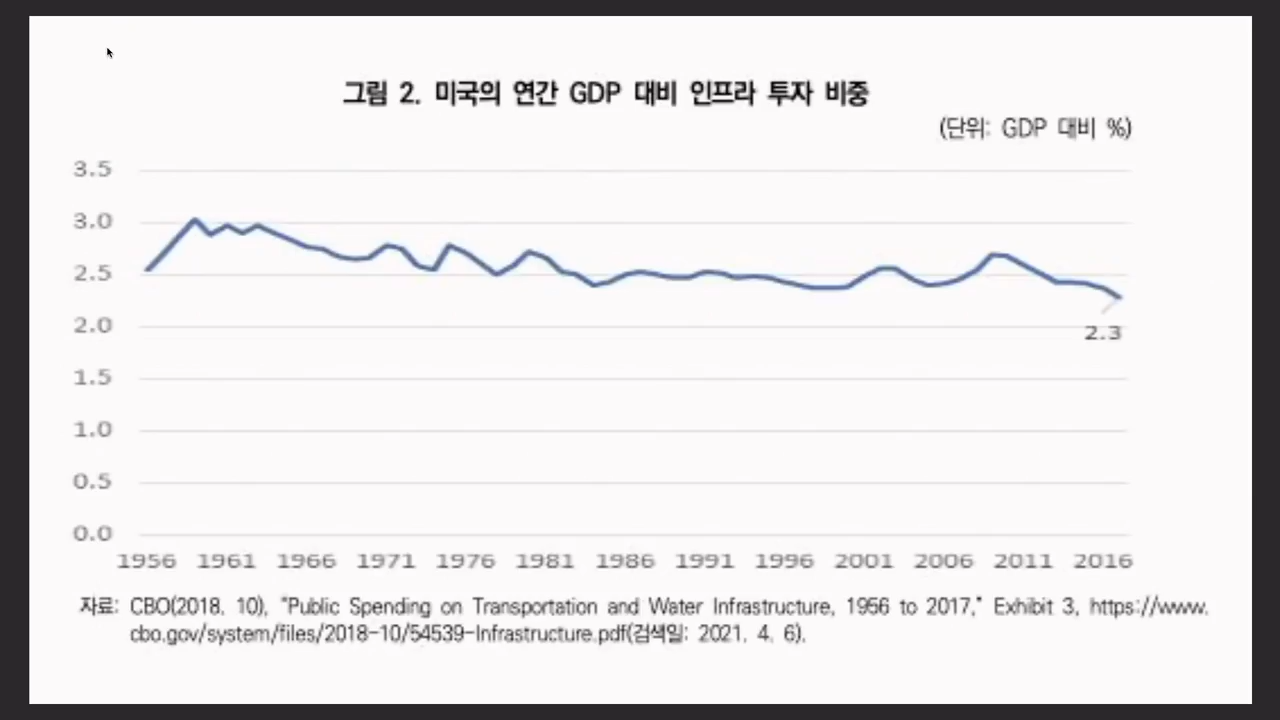 그림 2. 미국의 연간 GDP 대비 인프라 투자 비중
(단위: GDP 대비 %)
3.5
3.0
2.5
2.0
2.3
1.5
1.0
0.5
0.0
1956 1961 1966 1971 1976 1981 1986 1991 1996 2001 2006 2011 2016
자료: CBO(2018. 10), "Public Spending on Transportation and Water Infrastructure, 1956 to 2017," Exhibit 3, https://www.
cbo.gov/system/files/2018-10/54539-Infrastructure.pdf(검색일: 2021. 4. 6).